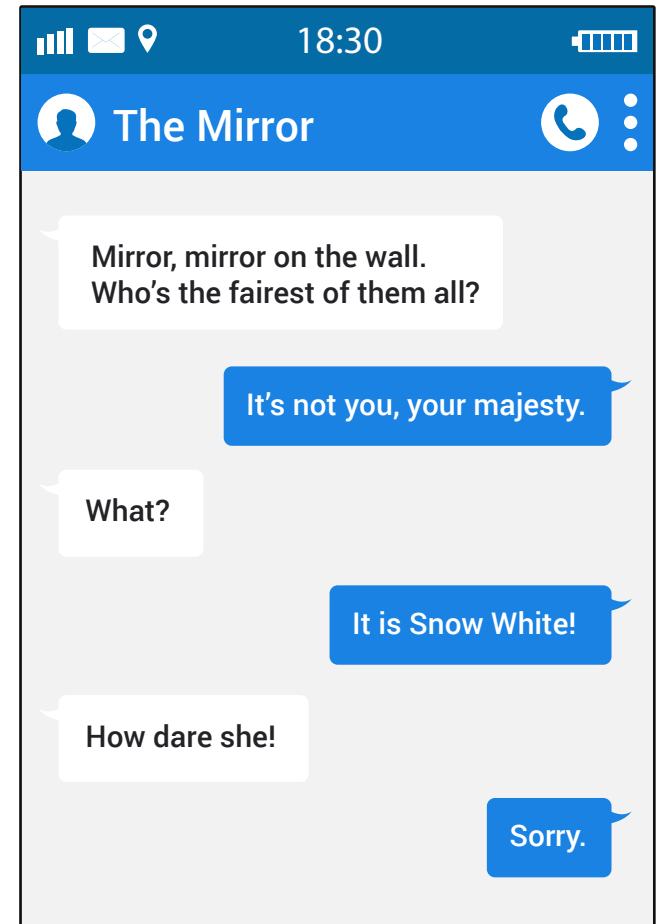 18:30
The Mirror
Mirror, mirror on the wall.
Who’s the fairest of them all?
It’s not you, your majesty.
What?
It is Snow White!
How dare she!
Sorry.